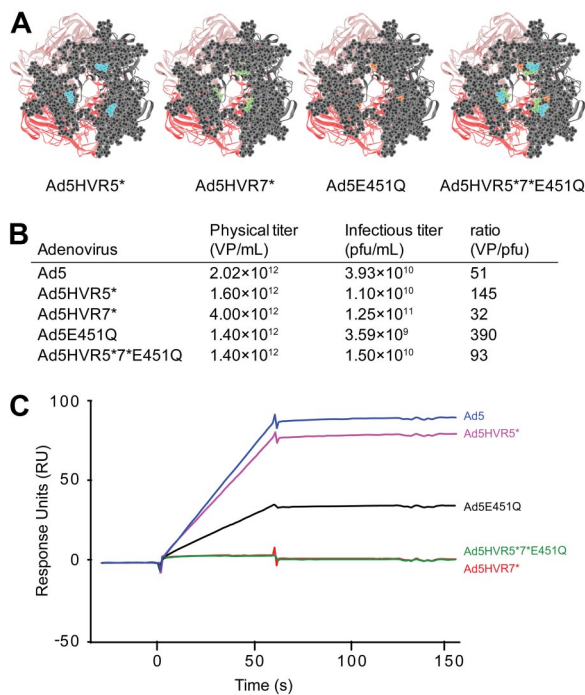 A
Ad5HVR5* Ad5HVR7* Ad5E451Q Ad5HVR5*7*E451Q
B
Physical titer Infectious titer ratio
Adenovirus (VP/mL) (pfu/mL) (VP/pfu)
Ad5 2.02×10¹² 3.93×10¹⁰ 51
Ad5HVR5* 1.60×10¹² 1.10×10¹⁰ 145
Ad5HVR7* 4.00×10¹² 1.25×10¹¹ 32
Ad5E451Q 1.40×10¹² 3.59×10⁹ 390
Ad5HVR5*7*E451Q 1.40×10¹² 1.50×10¹⁰ 93
C
100
50
0
-50
Response Units (RU)
Ad5
Ad5HVR5*
Ad5E451Q
Ad5HVR5*7*E451Q
Ad5HVR7*
0 50 100 150
Time (s)